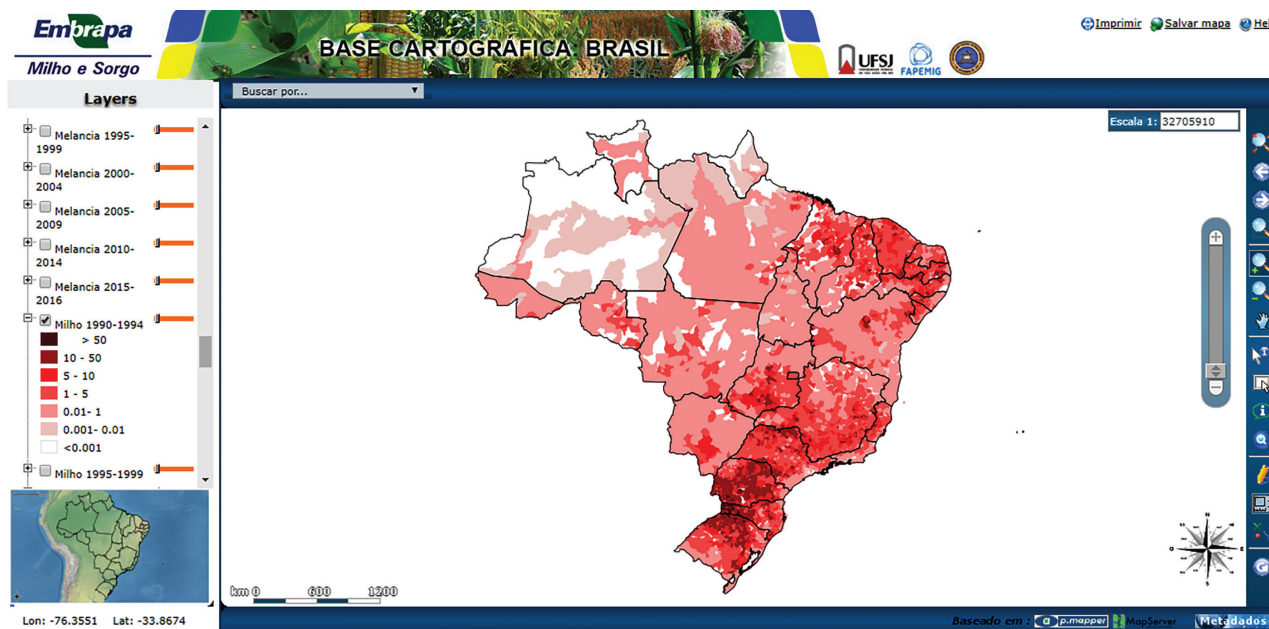 Embrapa
Milho e Sorgo
BASE CARTOGRÁFICA BRASIL
UFSJ
FAPEMIG
Imprimir
Salvar mapa
Hel
Layers
Buscar por...
Escala 1: 32705910
Melancia 1995-
1999
Melancia 2000-
2004
Melancia 2005-
2009
Melancia 2010-
2014
Melancia 2015-
2016
Milho 1990-1994
> 50
10 - 50
5 - 10
1 - 5
0.01- 1
0.001- 0.01
<0.001
Milho 1995-1999
km 0 600 1200
N
E
S
O
Lon: -76.3551 Lat: -33.8674
Baseado em : p.mapper MapServer Metadados